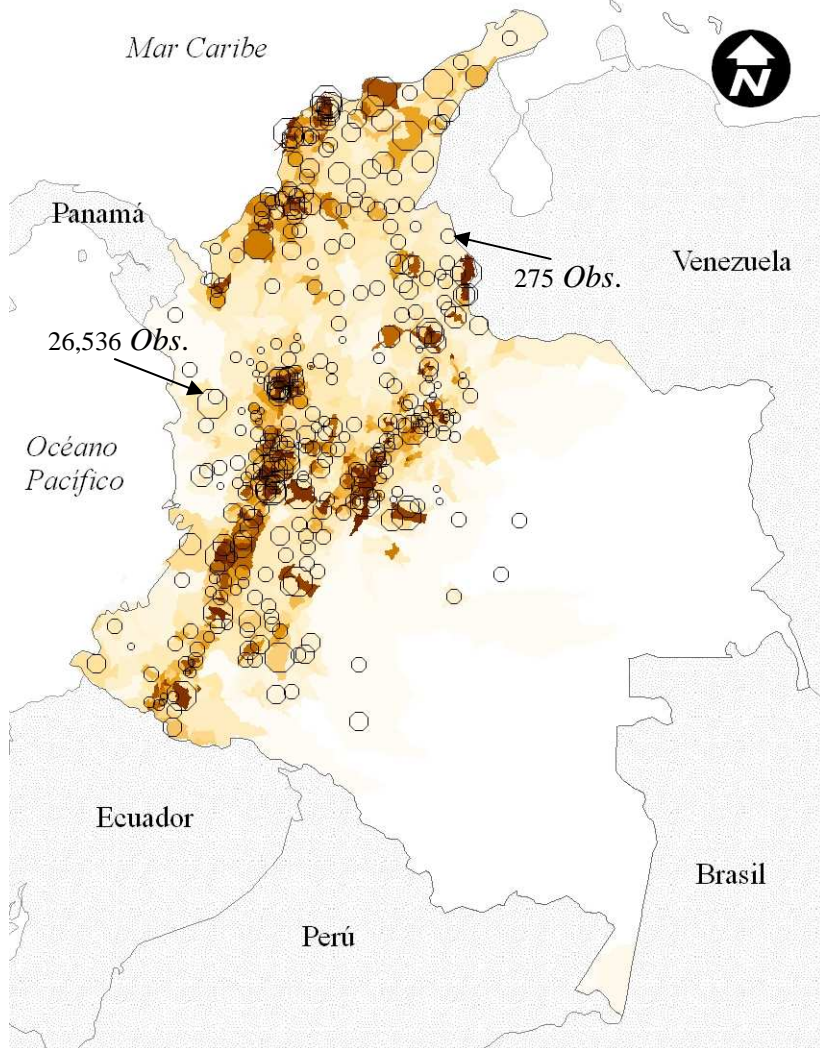 Mar Caribe
N
Panamá
Venezuela
275 Obs.
26,536 Obs.
Océano
Pacífico
Ecuador
Brasil
Perú